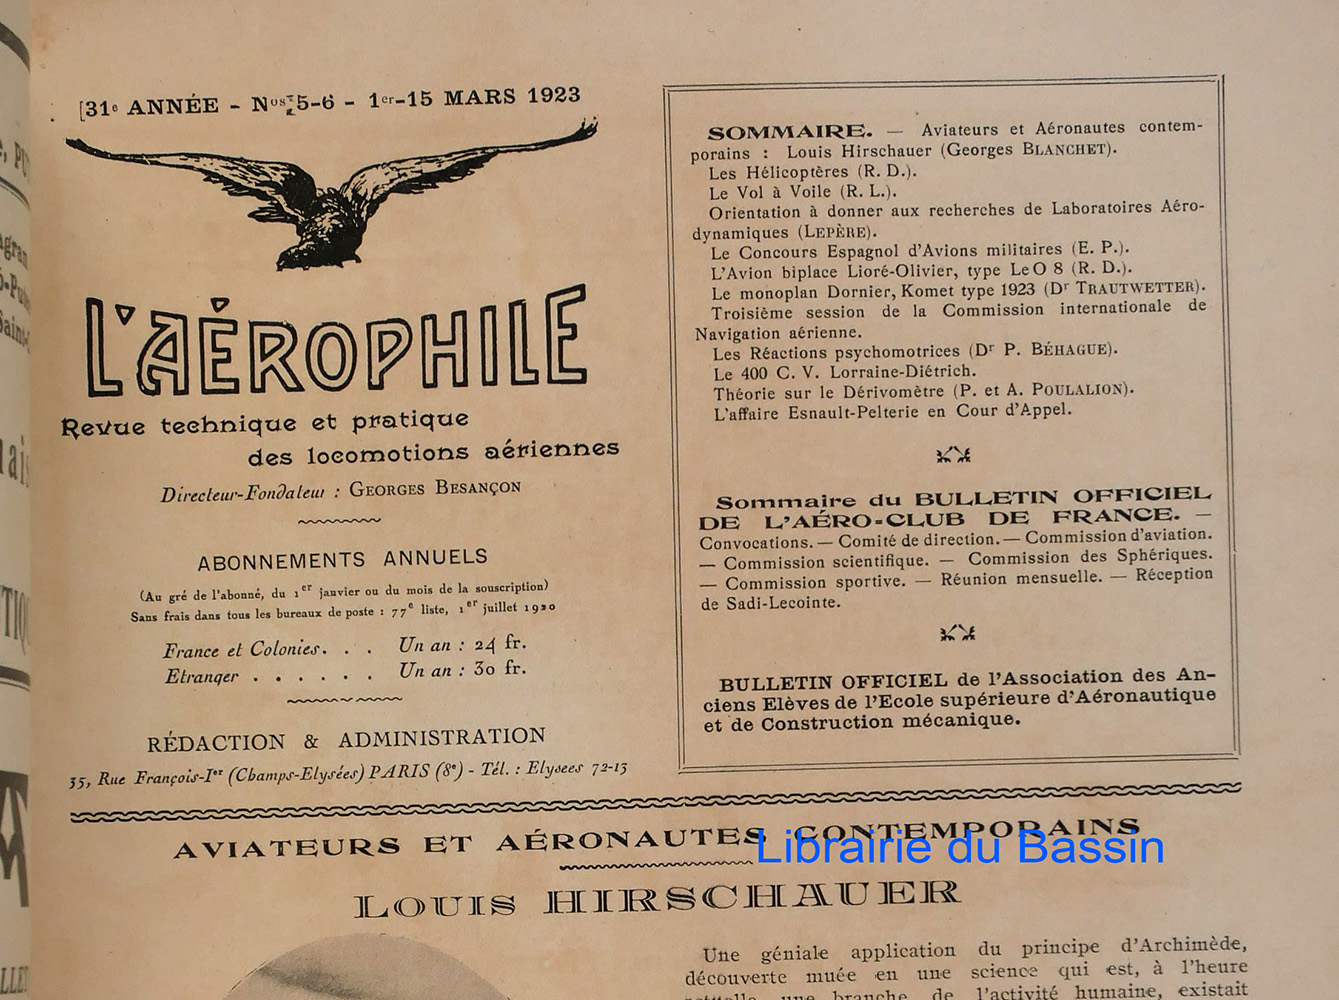 [31e ANNÉE - Nos 5-6 - 1er-15 MARS 1923
L'AÉROPHILE
Revue technique et pratique
des locomotions aériennes
Directeur-Fondateur : GEORGES BESANÇON
ABONNEMENTS ANNUELS
(Au gré de l'abonné, du 1er janvier ou du mois de la souscription)
Sans frais dans tous les bureaux de poste : 77e liste, 1er juillet 1920
France et Colonies. . . Un an : 24 fr.
Etranger . . . . . . Un an : 30 fr.
RÉDACTION & ADMINISTRATION
35, Rue François-Ier (Champs-Elysées) PARIS (8e) - Tél. : Elysees 72-13
SOMMAIRE. — Aviateurs et Aéronautes contem-
porains : Louis Hirschauer (Georges BLANCHET).
Les Hélicoptères (R. D.).
Le Vol à Voile (R. L.).
Orientation à donner aux recherches de Laboratoires Aéro-
dynamiques (LEPÈRE).
Le Concours Espagnol d'Avions militaires (E. P.).
L'Avion biplace Lioré-Olivier, type LeO 8 (R. D.).
Le monoplan Dornier, Komet type 1923 (Dr TRAUTWETTER).
Troisième session de la Commission internationale de
Navigation aérienne.
Les Réactions psychomotrices (Dr P. BÉHAGUE).
Le 400 C. V. Lorraine-Diétrich.
Théorie sur le Dérivomètre (P. et A. POULALION).
L'affaire Esnault-Pelterie en Cour d'Appel.
Sommaire du BULLETIN OFFICIEL
DE L'AÉRO-CLUB DE FRANCE. —
Convocations. — Comité de direction. — Commission d'aviation.
— Commission scientifique. — Commission des Sphériques.
— Commission sportive. — Réunion mensuelle. — Réception
de Sadi-Lecointe.
BULLETIN OFFICIEL de l'Association des An-
ciens Elèves de l'Ecole supérieure d'Aéronautique
et de Construction mécanique.
AVIATEURS ET AÉRONAUTES CONTEMPORAINS
Librairie du Bassin
LOUIS HIRSCHAUER
Une géniale application du principe d'Archimède,
découverte muée en une science qui est, à l'heure
actuelle, une branche de l'activité humaine, existait